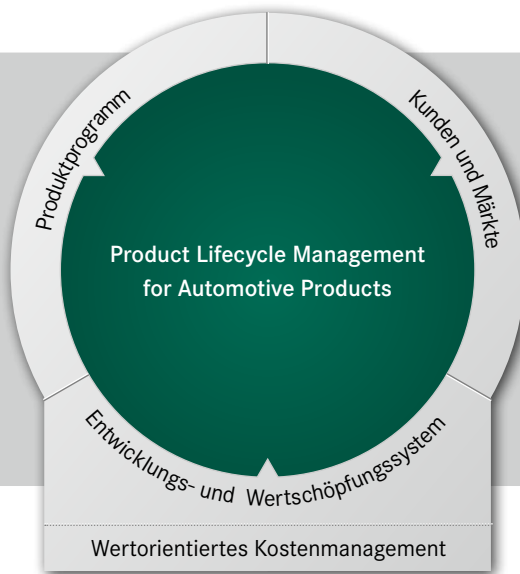 Produktprogramm
Kunden und Märkte
Product Lifecycle Management
for Automotive Products
Entwicklungs- und Wertschöpfungssystem
Wertorientiertes Kostenmanagement